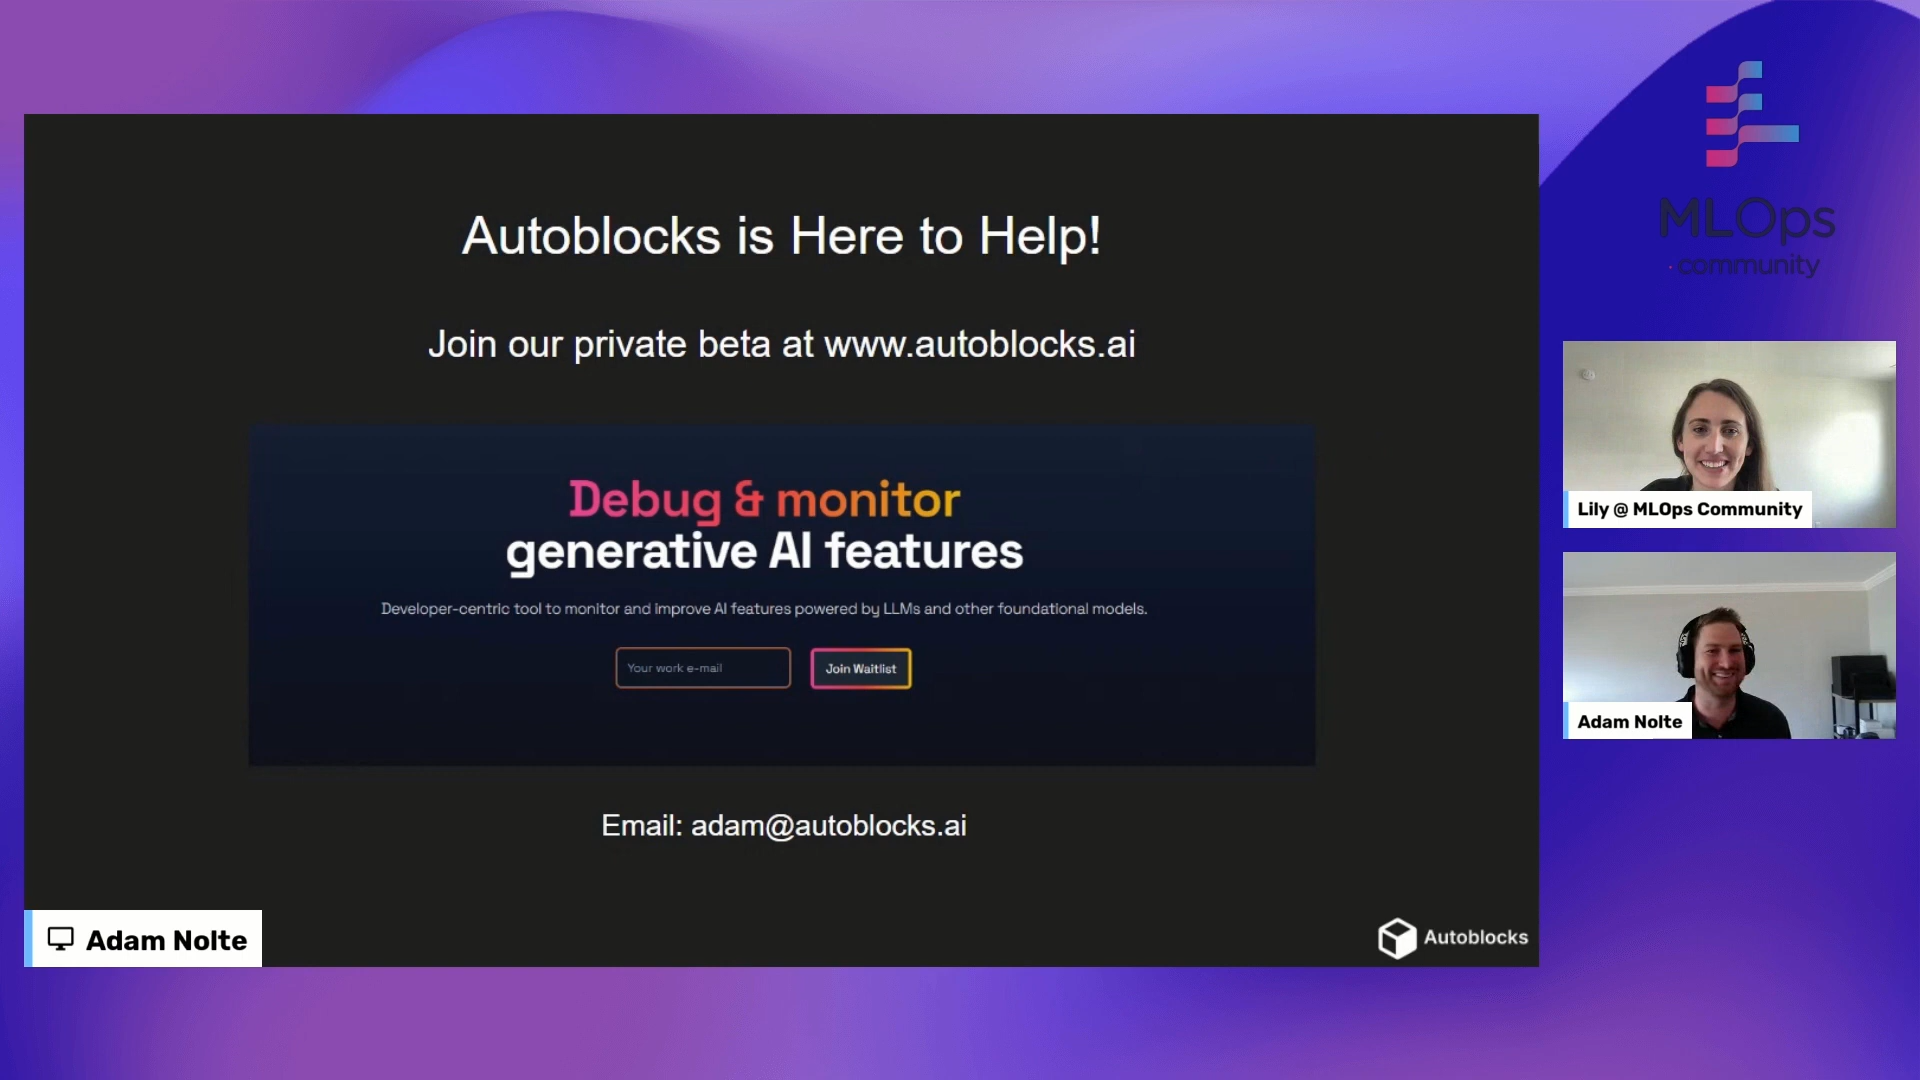 Autoblocks is Here to Help!
Join our private beta at www.autoblocks.ai
Debug & monitor
generative AI features
Developer-centric tool to monitor and improve AI features powered by LLMs and other foundational models.
Your work e-mail
Join Waitlist
Email: adam@autoblocks.ai
Adam Nolte
Autoblocks
MLOps
community
Lily @ MLOps Community
Adam Nolte